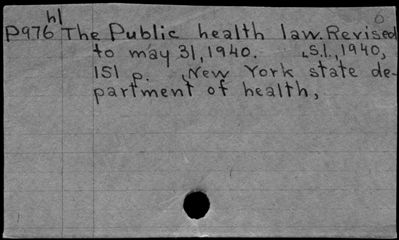 hl
P976 The Public health law. Revised
to may 31, 1940. S.l., 1940,
151 p. New York state de-
partment of health,